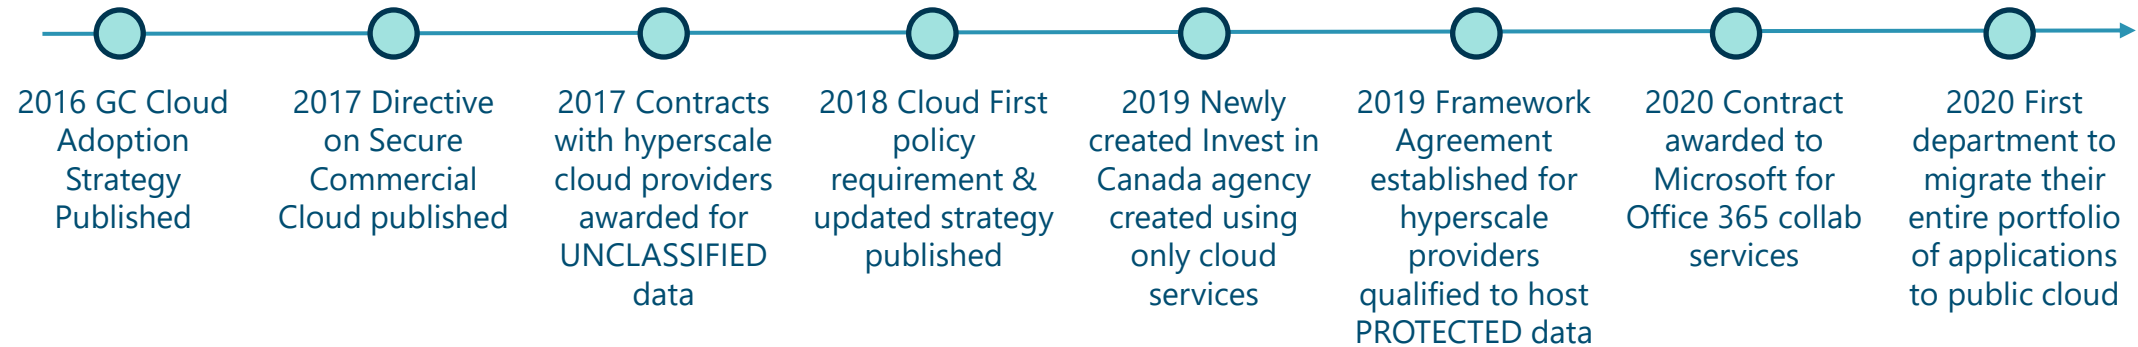 2016 GC Cloud
Adoption
Strategy
Published
2017 Directive
on Secure
Commercial
Cloud published
2017 Contracts
with hyperscale
cloud providers
awarded for
UNCLASSIFIED
data
2018 Cloud First
policy
requirement &
updated strategy
published
2019 Newly
created Invest in
Canada agency
created using
only cloud
services
2019 Framework
Agreement
established for
hyperscale
providers
qualified to host
PROTECTED data
2020 Contract
awarded to
Microsoft for
Office 365 collab
services
2020 First
department to
migrate their
entire portfolio
of applications
to public cloud